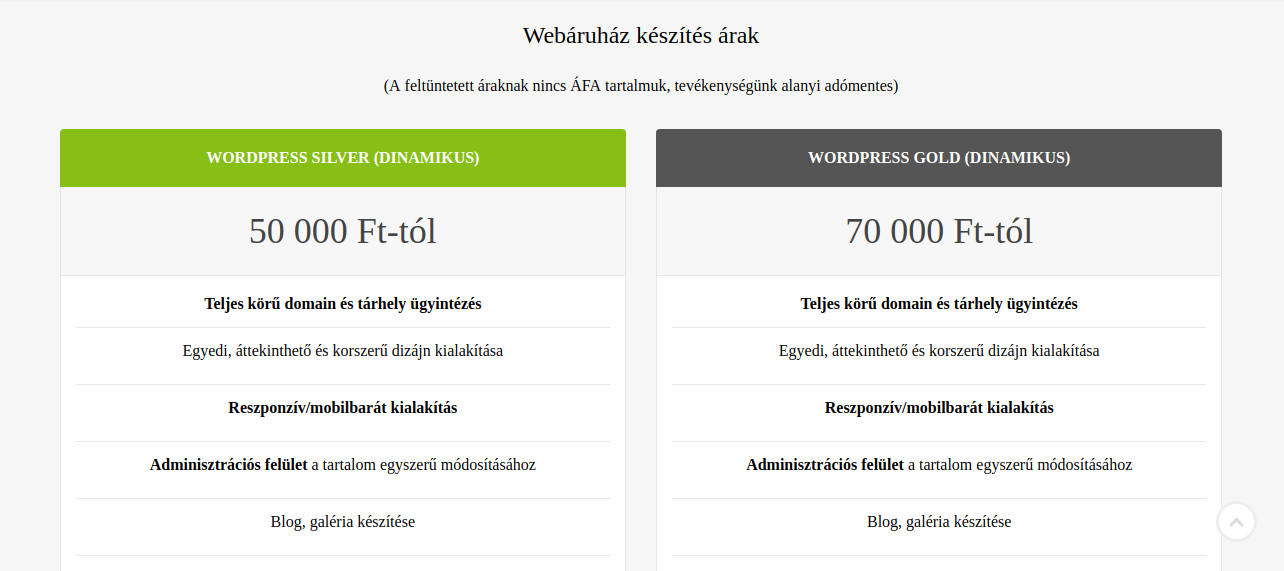 Webáruház készítés árak
(A feltüntetett áraknak nincs ÁFA tartalmuk, tevékenységünk alanyi adómentes)
WORDPRESS SILVER (DINAMIKUS)
50 000 Ft-tól
Teljes körű domain és tárhely ügyintézés
Egyedi, áttekinthető és korszerű dizájn kialakítása
Reszponzív/mobilbarát kialakítás
Adminisztrációs felület a tartalom egyszerű módosításához
Blog, galéria készítése
WORDPRESS GOLD (DINAMIKUS)
70 000 Ft-tól
Teljes körű domain és tárhely ügyintézés
Egyedi, áttekinthető és korszerű dizájn kialakítása
Reszponzív/mobilbarát kialakítás
Adminisztrációs felület a tartalom egyszerű módosításához
Blog, galéria készítése